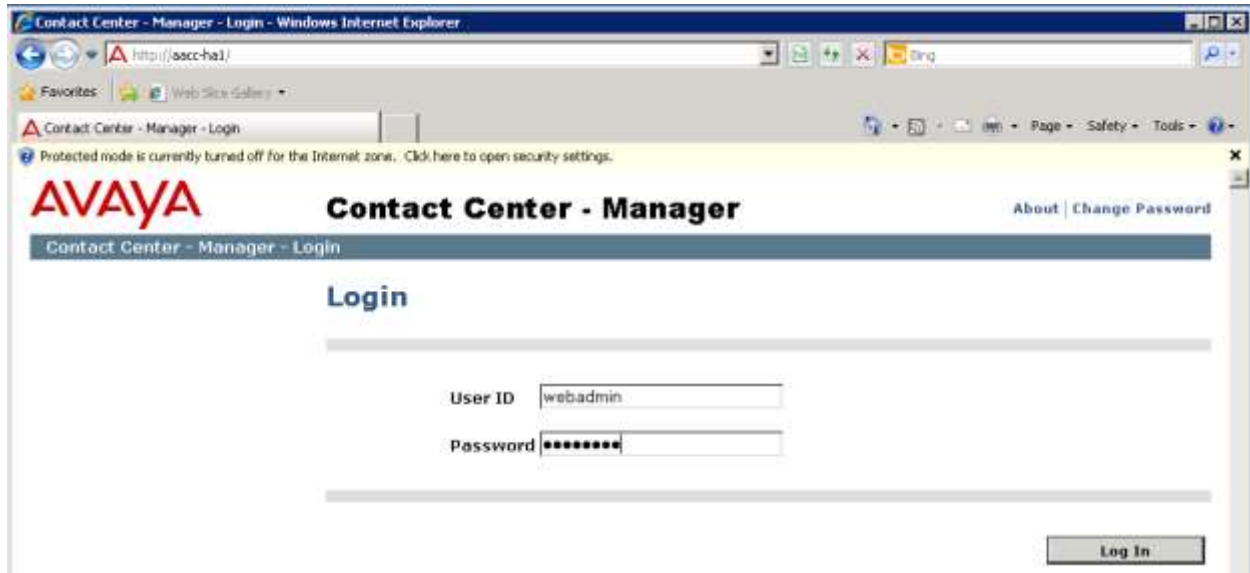 Contact Center - Manager - Login - Windows Internet Explorer
http://aacc-ha1/
Bing
Favorites Web Slice Gallery
Contact Center - Manager - Login
Page Safety Tools
Protected mode is currently turned off for the Internet zone. Click here to open security settings.
AVAYA
Contact Center - Manager
About | Change Password
Contact Center - Manager - Login
Login
User ID webadmin
Password ••••••••
Log In